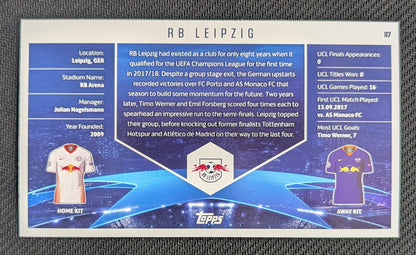 RB LEIPZIG
117
Location:
Leipzig, GER
Stadium Name:
RB Arena
Manager:
Julian Nagelsmann
Year Founded:
2009
HOME KIT
RB Leipzig had existed as a club for only eight years when it
qualified for the UEFA Champions League for the first time
in 2017/18. Despite a group stage exit, the German upstarts
recorded victories over FC Porto and AS Monaco FC that
season to build some momentum for the future. Two years
later, Timo Werner and Emil Forsberg scored four times each to
spearhead an impressive run to the semi-finals. Leipzig topped
their group, before knocking out former finalists Tottenham
Hotspur and Atlético de Madrid on their way to the last four.
RB LEIPZIG
Topps
UCL Finals Appearances:
0
UCL Titles Won: 0
UCL Games Played: 16
First UCL Match Played:
13.09.2017
vs. AS Monaco FC
Most UCL Goals:
Timo Werner, 7
AWAY KIT